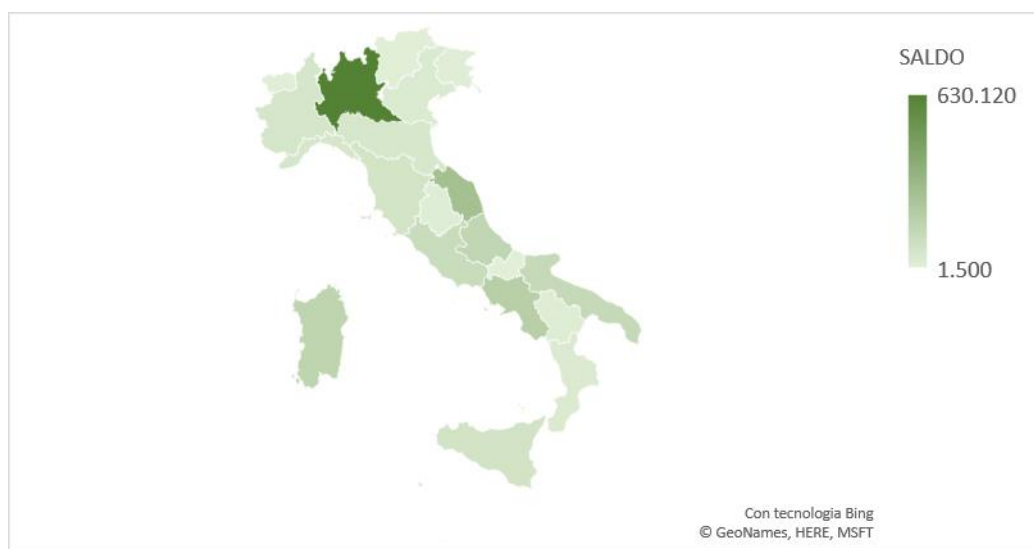 SALDO
630.120
1.500
Con tecnologia Bing
© GeoNames, HERE, MSFT